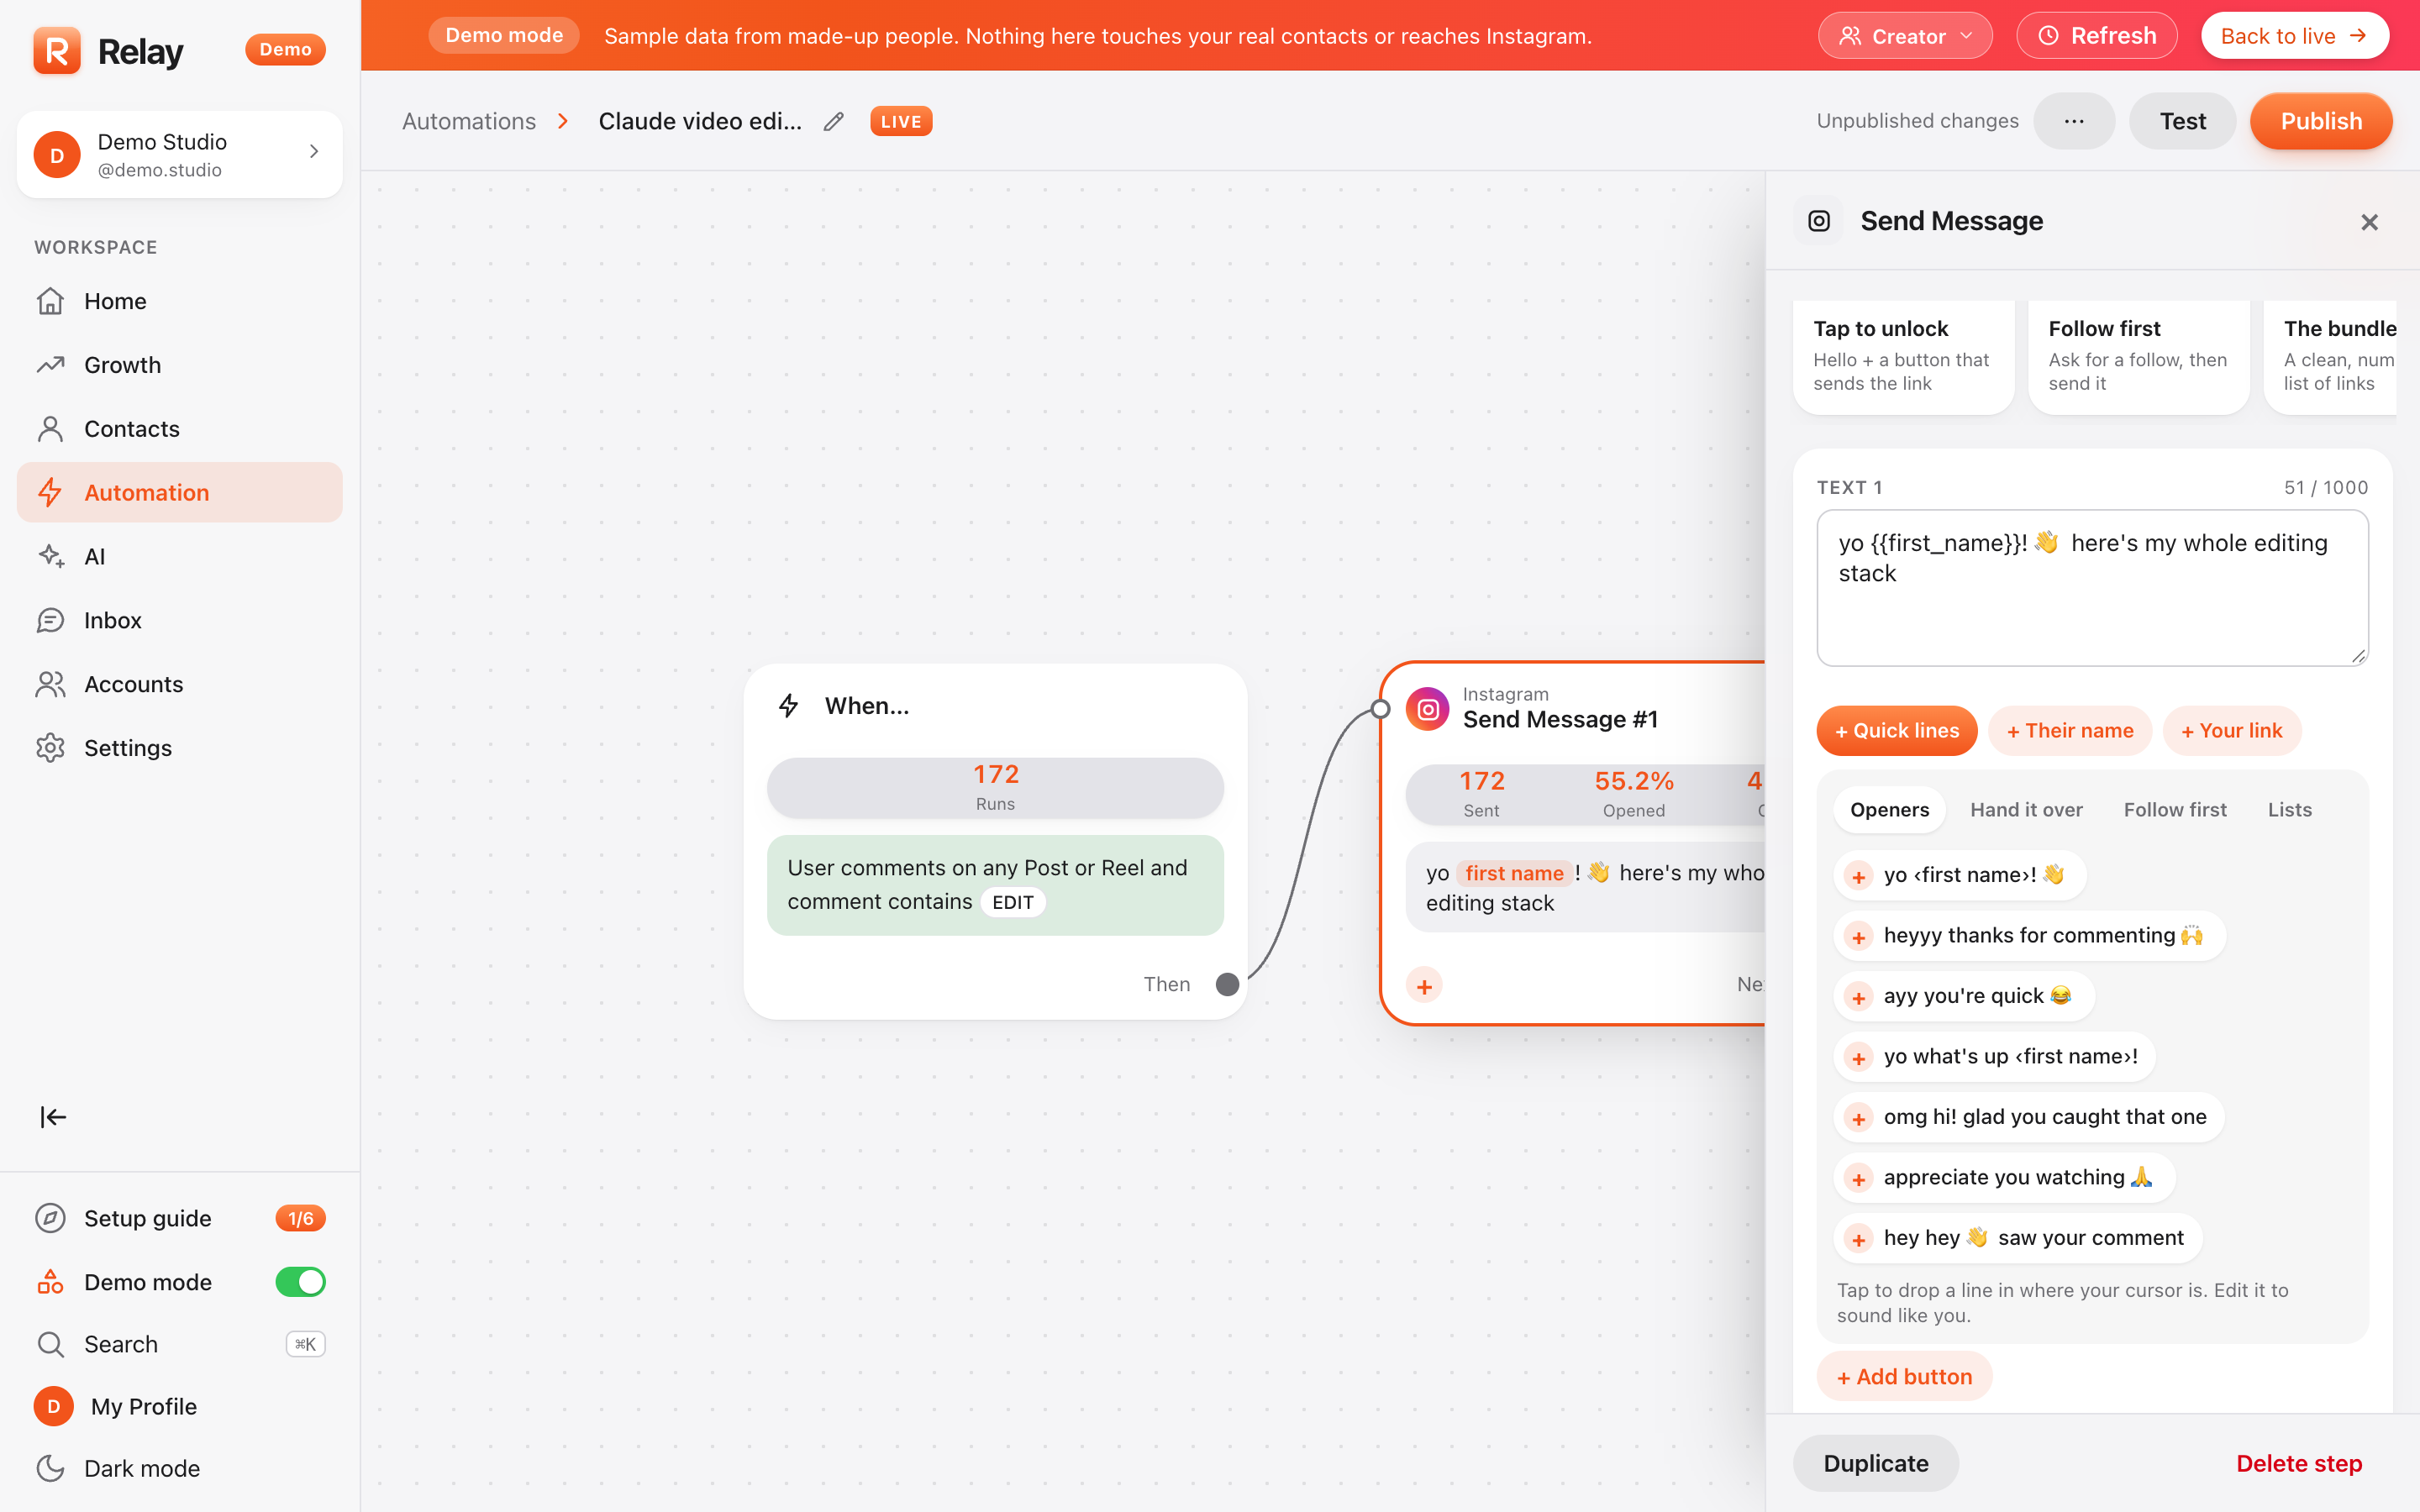 Relay
Demo
Demo Studio
@demo.studio
D
WORKSPACE
Home
Growth
Contacts
Automation
AI
Inbox
Accounts
Settings
Setup guide
1/6
Demo mode
Search
⌘K
D
My Profile
Dark mode
Demo mode
Sample data from made-up people. Nothing here touches your real contacts or reaches Instagram.
Creator
Refresh
Back to live
Automations
Claude video edi...
LIVE
Unpublished changes
...
Test
Publish
When...
172
Runs
User comments on any Post or Reel and
comment contains EDIT
Then
Instagram
Send Message #1
172
Sent
55.2%
Opened
4
yo first name! 👋 here's my who
editing stack
+
Ne
Send Message
Tap to unlock
Hello + a button that
sends the link
Follow first
Ask for a follow, then
send it
The bundle
A clean, num
list of links
TEXT 1
51 / 1000
yo {{first_name}}! 👋 here's my whole editing
stack
+ Quick lines
+ Their name
+ Your link
Openers
Hand it over
Follow first
Lists
+ yo ‹first name›! 👋
+ heyyy thanks for commenting 🙌
+ ayy you're quick 😂
+ yo what's up ‹first name›!
+ omg hi! glad you caught that one
+ appreciate you watching 🙏
+ hey hey 👋 saw your comment
Tap to drop a line in where your cursor is. Edit it to
sound like you.
+ Add button
Duplicate
Delete step